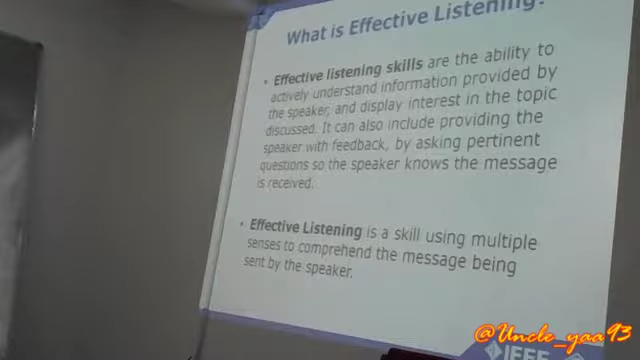 What is Effective Listening?
• Effective listening skills are the ability to
actively understand information provided by
the speaker, and display interest in the topic
discussed. It can also include providing the
speaker with feedback, by asking pertinent
questions so the speaker knows the message
is received.
• Effective Listening is a skill using multiple
senses to comprehend the message being
sent by the speaker.
@Uncle_yaa93
IEEE